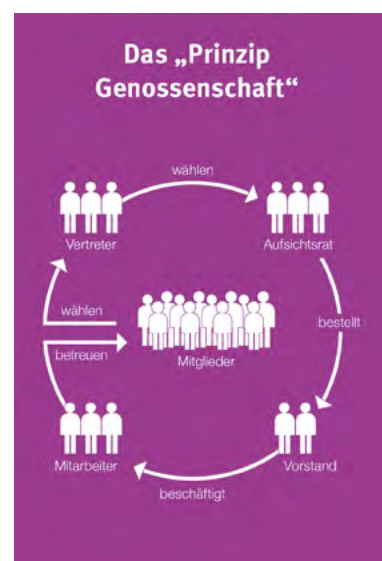 Das „Prinzip
Genossenschaft“
wählen
Vertreter
Aufsichtsrat
wählen
bestellt
betreuen
Mitglieder
Mitarbeiter
Vorstand
beschäftigt